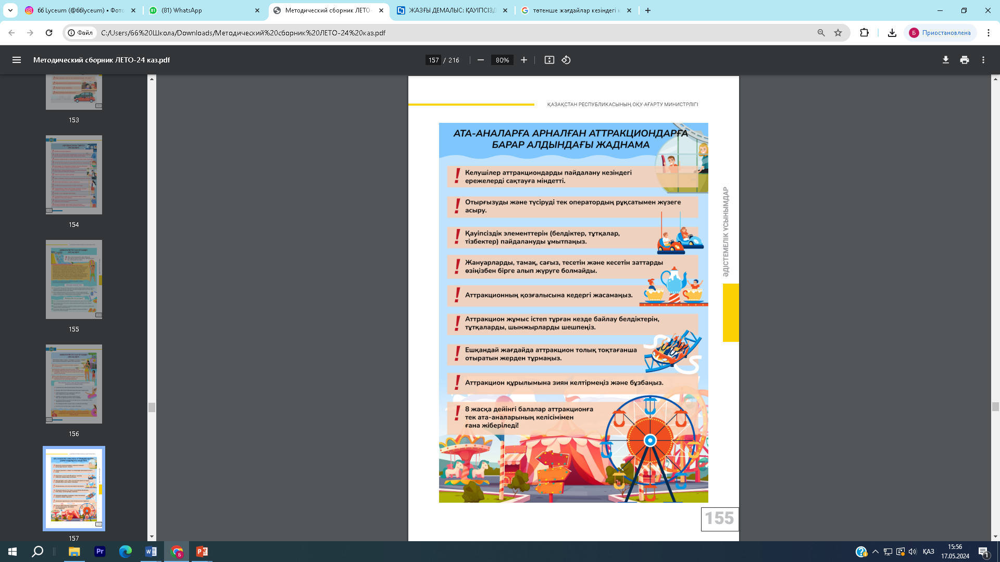 66 Lyceum (@66lyceum) • Фото
(81) WhatsApp
Методический сборник ЛЕТО-
ЖАЗҒЫ ДЕМАЛЫС: ҚАУІПСІЗД
төтенше жағдайлар кезіндегі
Файл
C:/Users/66%20Школа/Downloads/Методический%20сборник%20ЛЕТО-24%20каз.pdf
Б
Приостановлена
Методический сборник ЛЕТО-24 каз.pdf
157 / 216
80%
153
154
155
156
157
ҚАЗАҚСТАН РЕСПУБЛИКАСЫНЫҢ ОҚУ-АҒАРТУ МИНИСТРЛІГІ
АТА-АНАЛАРҒА АРНАЛҒАН АТТРАКЦИОНДАРҒА
БАРАР АЛДЫНДАҒЫ ЖАДНАМА
! Келушілер аттракциондарды пайдалану кезіндегі
ережелерді сақтауға міндетті.
! Отырғызуды және түсіруді тек оператордың рұқсатымен жүзеге
асыру.
! Қауіпсіздік элементтерін (белдіктер, тұтқалар,
тізбектер) пайдалануды ұмытпаңыз.
! Жануарларды, тамақ, сағыз, тесетін және кесетін заттарды
өзіңізбен бірге алып жүруге болмайды.
! Аттракционның қозғалысына кедергі жасамаңыз.
! Аттракцион жұмыс істеп тұрған кезде байлау белдіктерін,
тұтқаларды, шынжырларды шешпеңіз.
! Ешқандай жағдайда аттракцион толық тоқтағанша
отыратын жерден тұрмаңыз.
! Аттракцион құрылымына зиян келтірмеңіз және бұзбаңыз.
! 8 жасқа дейінгі балалар аттракционға
тек ата-аналарының келісімімен
ғана жіберіледі!
ӘДІСТЕМЕЛІК ҰСЫНЫМДАР
155
Pr
ҚАЗ
15:56
17.05.2024
1